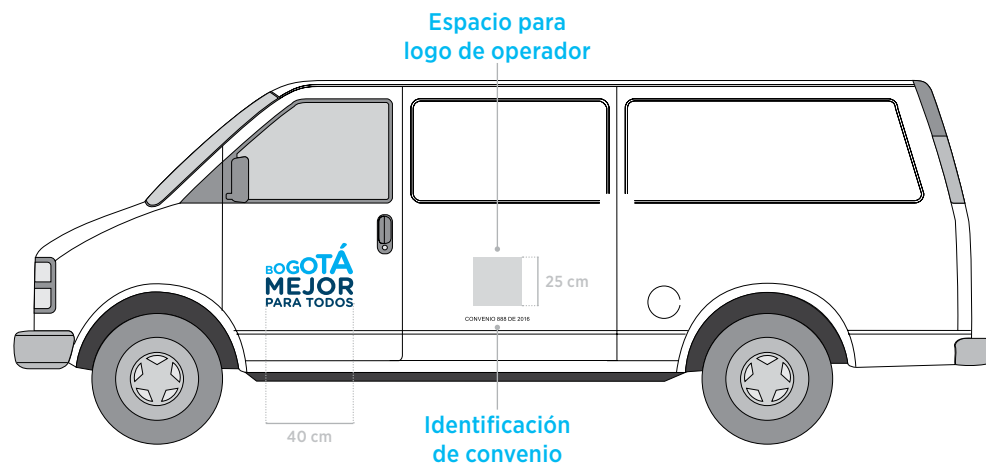 Espacio para
logo de operador
BOGOTÁ
MEJOR
PARA TODOS
25 cm
CONVENIO 888 DE 2016
40 cm
Identificación
de convenio